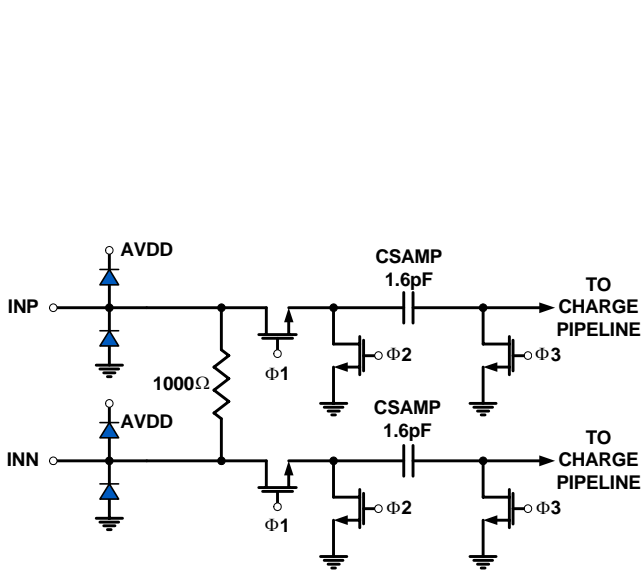 AVDD
CSAMP
1.6pF
TO
CHARGE
PIPELINE
INP
Φ1
Φ2
Φ3
1000Ω
AVDD
CSAMP
1.6pF
TO
CHARGE
PIPELINE
INN
Φ1
Φ2
Φ3